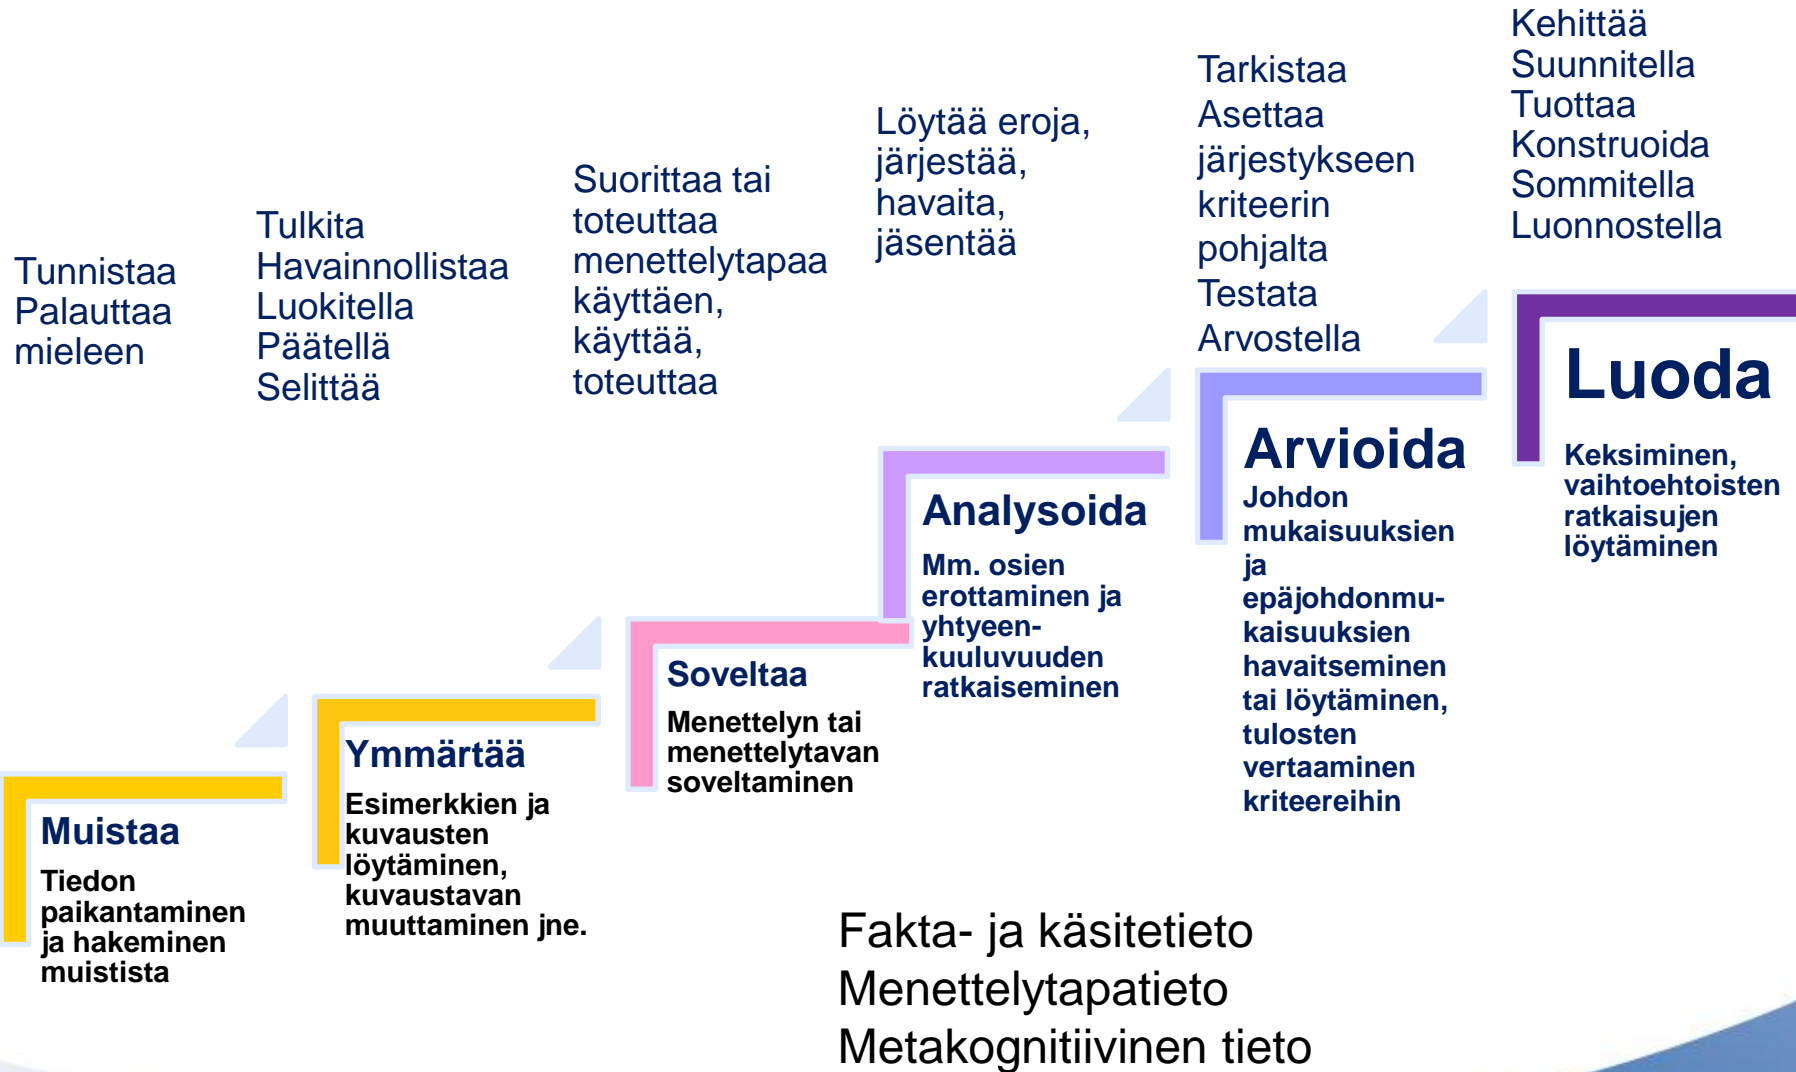 Tunnistaa
Palauttaa
mieleen
Tulkita
Havainnollistaa
Luokitella
Päätellä
Selittää
Suorittaa tai
toteuttaa
menettelytapaa
käyttäen,
käyttää,
toteuttaa
Löytää eroja,
järjestää,
havaita,
jäsentää
Tarkistaa
Asettaa
järjestykseen
kriteerin
pohjalta
Testata
Arvostella
Kehittää
Suunnitella
Tuottaa
Konstruoida
Sommitella
Luonnostella
Muistaa
Tiedon
paikantaminen
ja hakeminen
muistista
Ymmärtää
Esimerkkien ja
kuvausten
löytäminen,
kuvaustavan
muuttaminen jne.
Soveltaa
Menettelyn tai
menettelytavan
soveltaminen
Analysoida
Mm. osien
erottaminen ja
yhtyeen-
kuuluvuuden
ratkaiseminen
Arvioida
Johdon
mukaisuuksien
ja
epäjohdonmu-
kaisuuksien
havaitseminen
tai löytäminen,
tulosten
vertaaminen
kriteereihin
Luoda
Keksiminen,
vaihtoehtoisten
ratkaisujen
löytäminen
Fakta- ja käsitetieto
Menettelytapatieto
Metakognitiivinen tieto